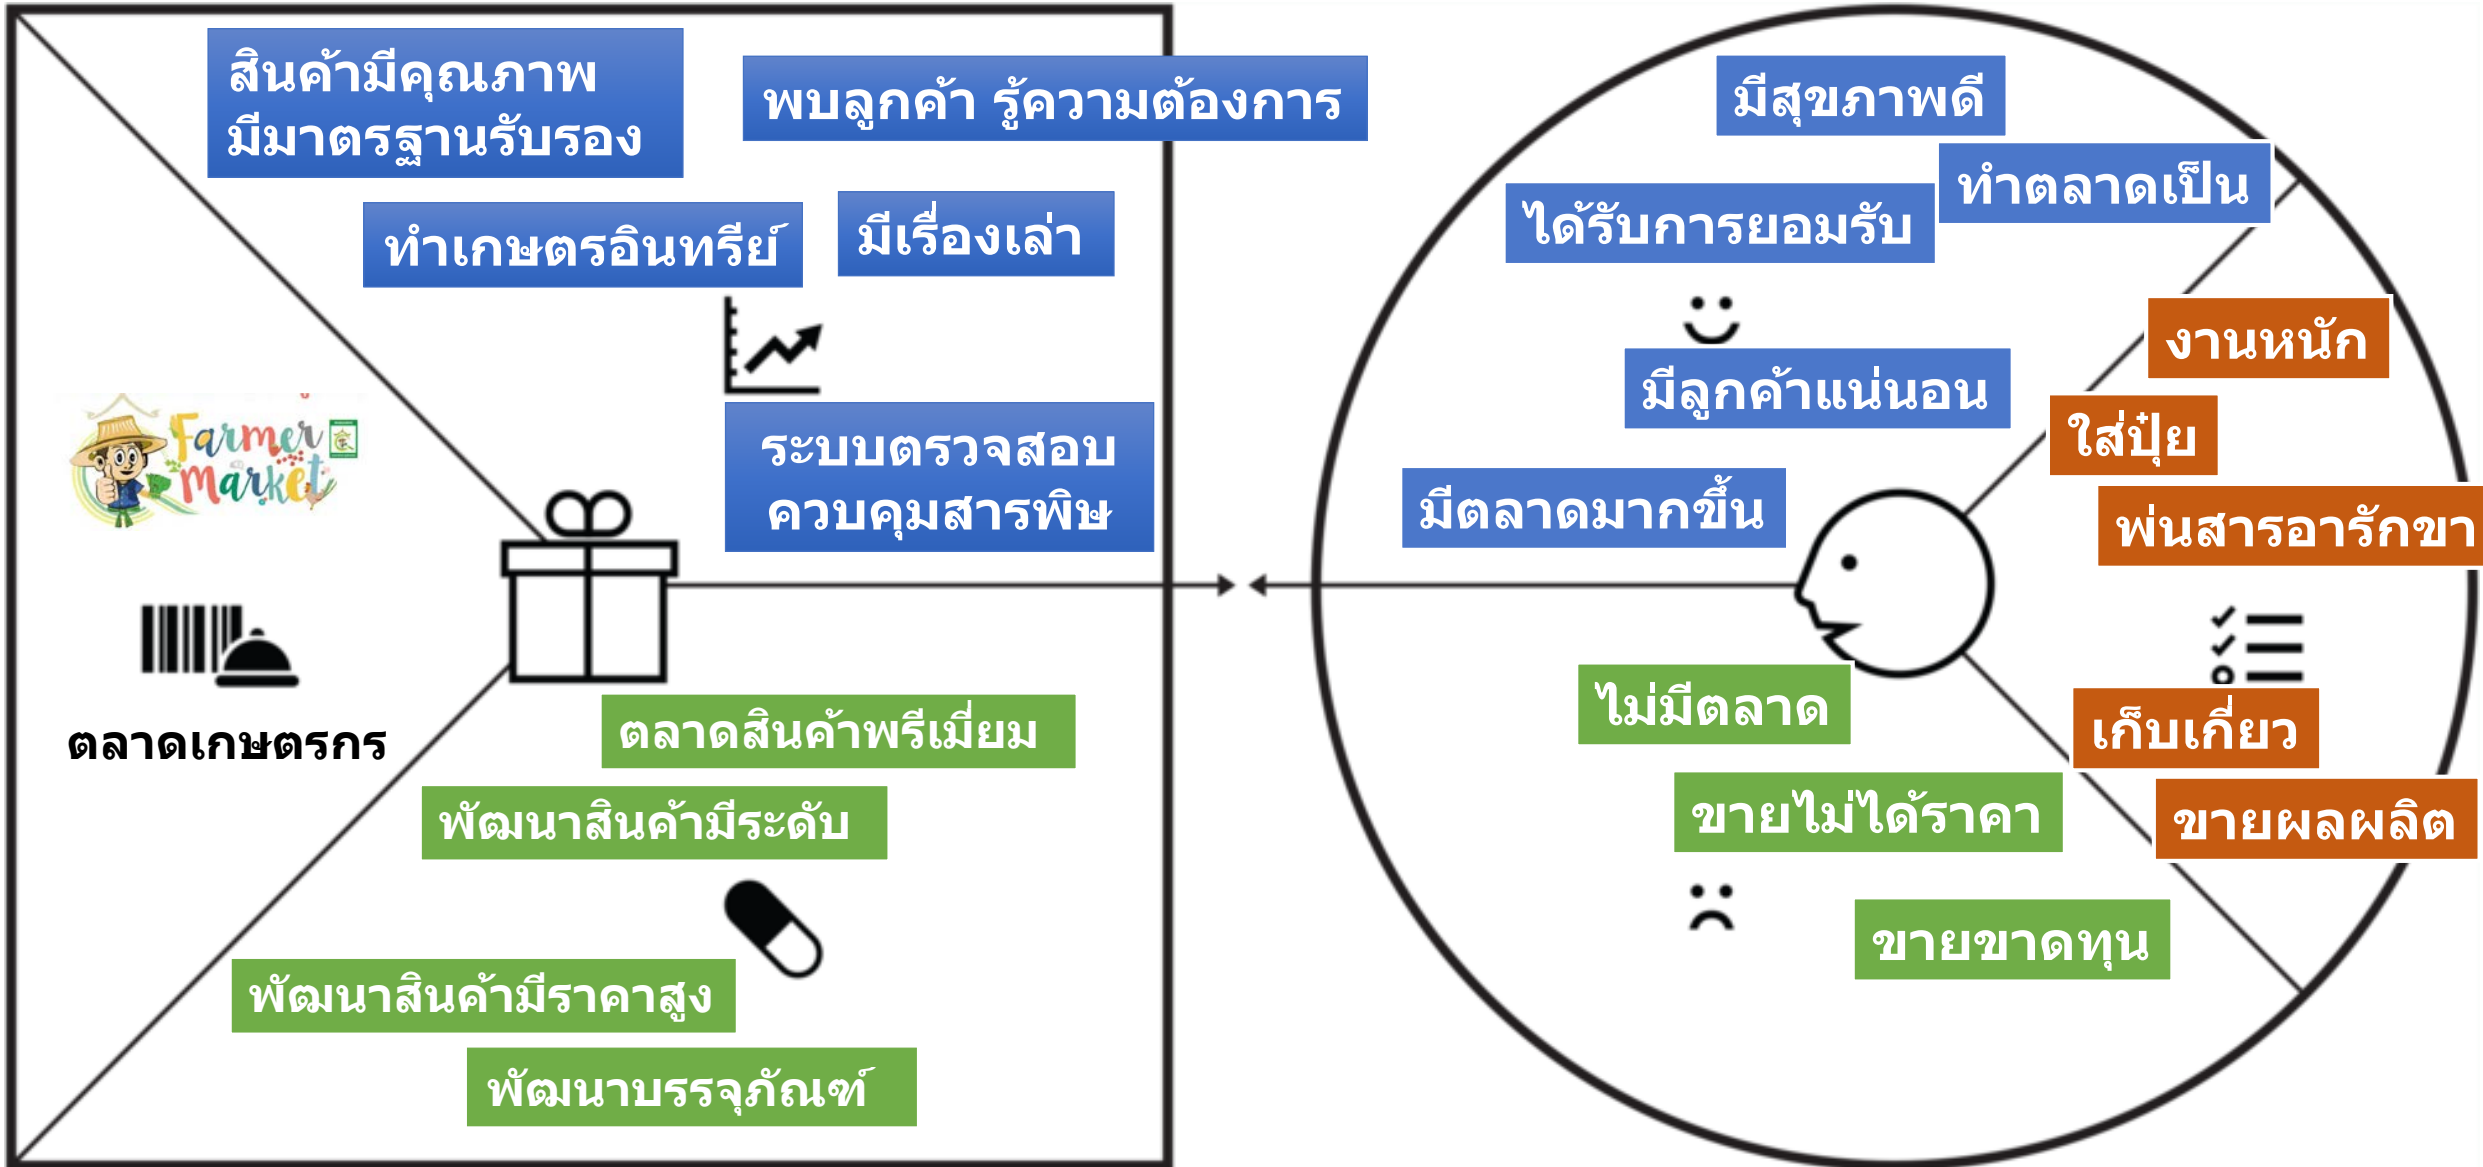 สินค้ามีคุณภาพ
มีมาตรฐานรับรอง
พบลูกค้า รู้ความต้องการ
ทำเกษตรอินทรีย์
มีเรื่องเล่า
ระบบตรวจสอบ
ควบคุมสารพิษ
Farmer
Market
ตลาดเกษตรกร
ตลาดสินค้าพรีเมี่ยม
พัฒนาสินค้ามีระดับ
พัฒนาสินค้ามีราคาสูง
พัฒนาบรรจุภัณฑ์
มีสุขภาพดี
ทำตลาดเป็น
ได้รับการยอมรับ
มีลูกค้าแน่นอน
มีตลาดมากขึ้น
งานหนัก
ใส่ปุ๋ย
พ่นสารอารักขา
เก็บเกี่ยว
ขายผลผลิต
ไม่มีตลาด
ขายไม่ได้ราคา
ขายขาดทุน